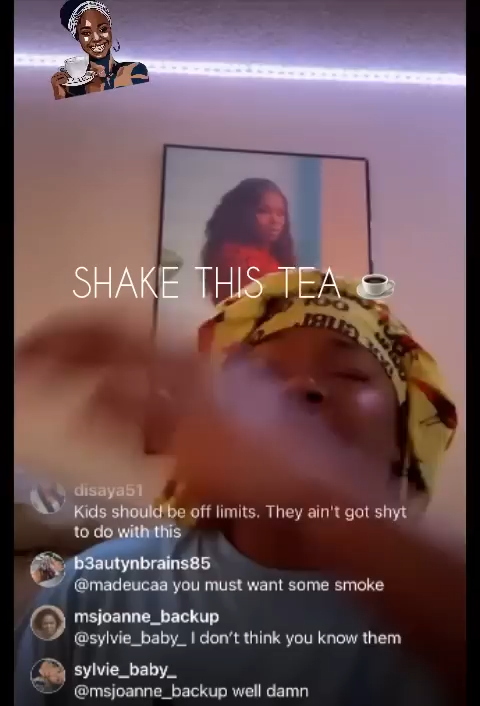 SHAKE THIS TEA
disaya51
Kids should be off limits. They ain't got shyt
to do with this
b3autynbrains85
@madeucaa you must want some smoke
msjoanne_backup
@sylvie_baby_ I don't think you know them
sylvie_baby_
@msjoanne_backup well damn